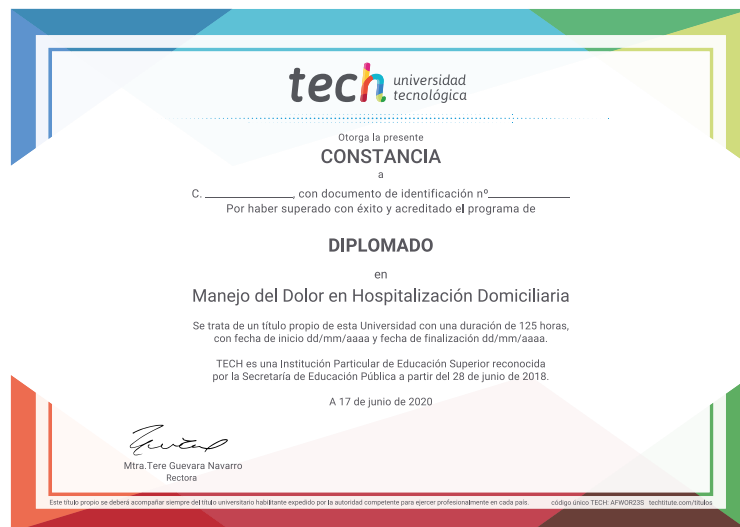 tech universidad
tecnológica
Otorga la presente
CONSTANCIA
a
C. ______________, con documento de identificación nº______________
Por haber superado con éxito y acreditado el programa de
DIPLOMADO
en
Manejo del Dolor en Hospitalización Domiciliaria
Se trata de un título propio de esta Universidad con una duración de 125 horas,
con fecha de inicio dd/mm/aaaa y fecha de finalización dd/mm/aaaa.
TECH es una Institución Particular de Educación Superior reconocida
por la Secretaría de Educación Pública a partir del 28 de junio de 2018.
A 17 de junio de 2020
Mtra.Tere Guevara Navarro
Rectora
Este título propio se deberá acompañar siempre del título universitario habilitante expedido por la autoridad competente para ejercer profesionalmente en cada país. código único TECH: AFWOR23S techtitute.com/titulos